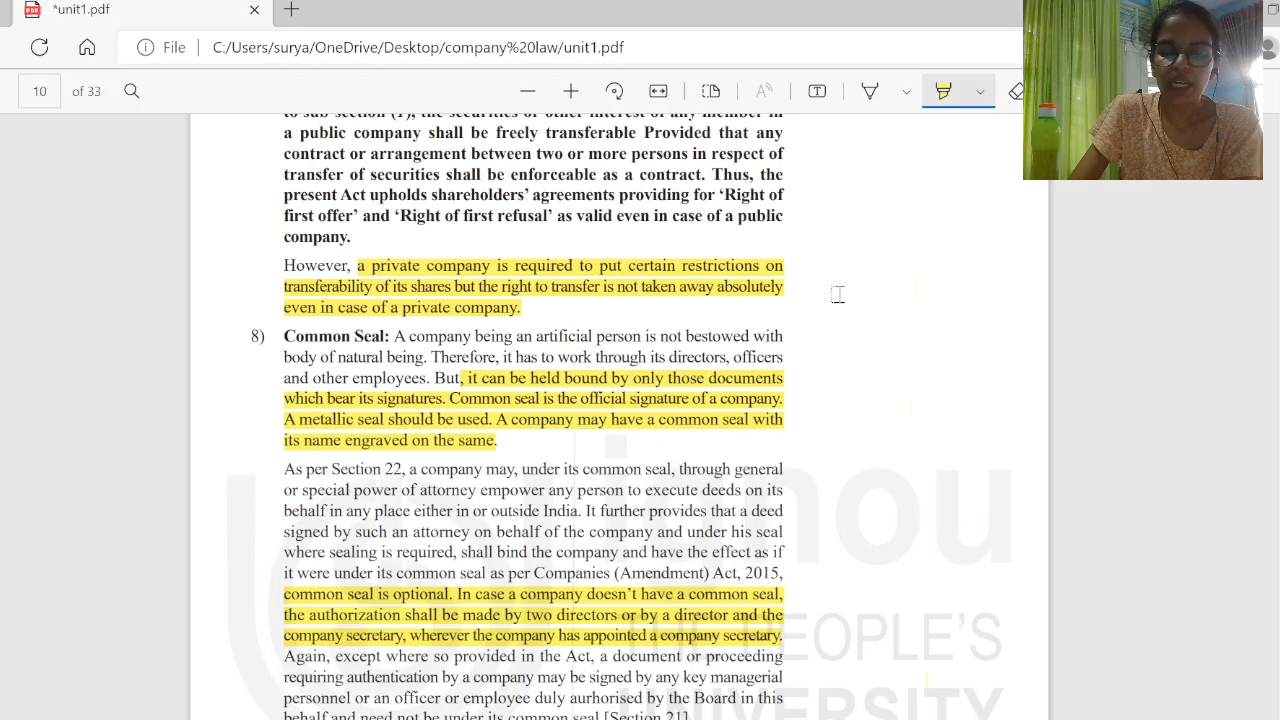 *unit1.pdf
File
C:/Users/surya/OneDrive/Desktop/company%20law/unit1.pdf
10 of 33
to sub section (1), the securities or other interest of any member in
a public company shall be freely transferable Provided that any
contract or arrangement between two or more persons in respect of
transfer of securities shall be enforceable as a contract. Thus, the
present Act upholds shareholders' agreements providing for 'Right of
first offer' and 'Right of first refusal' as valid even in case of a public
company.
However, a private company is required to put certain restrictions on
transferability of its shares but the right to transfer is not taken away absolutely
even in case of a private company.
8) Common Seal: A company being an artificial person is not bestowed with
body of natural being. Therefore, it has to work through its directors, officers
and other employees. But, it can be held bound by only those documents
which bear its signatures. Common seal is the official signature of a company.
A metallic seal should be used. A company may have a common seal with
its name engraved on the same.
As per Section 22, a company may, under its common seal, through general
or special power of attorney empower any person to execute deeds on its
behalf in any place either in or outside India. It further provides that a deed
signed by such an attorney on behalf of the company and under his seal
where sealing is required, shall bind the company and have the effect as if
it were under its common seal as per Companies (Amendment) Act, 2015,
common seal is optional. In case a company doesn't have a common seal,
the authorization shall be made by two directors or by a director and the
company secretary, wherever the company has appointed a company secretary.
Again, except where so provided in the Act, a document or proceeding
requiring authentication by a company may be signed by any key managerial
personnel or an officer or employee duly aurhorised by the Board in this
behalf and need not be under its common seal [Section 21].
ignou
THE PEOPLE'S
UNIVERSITY